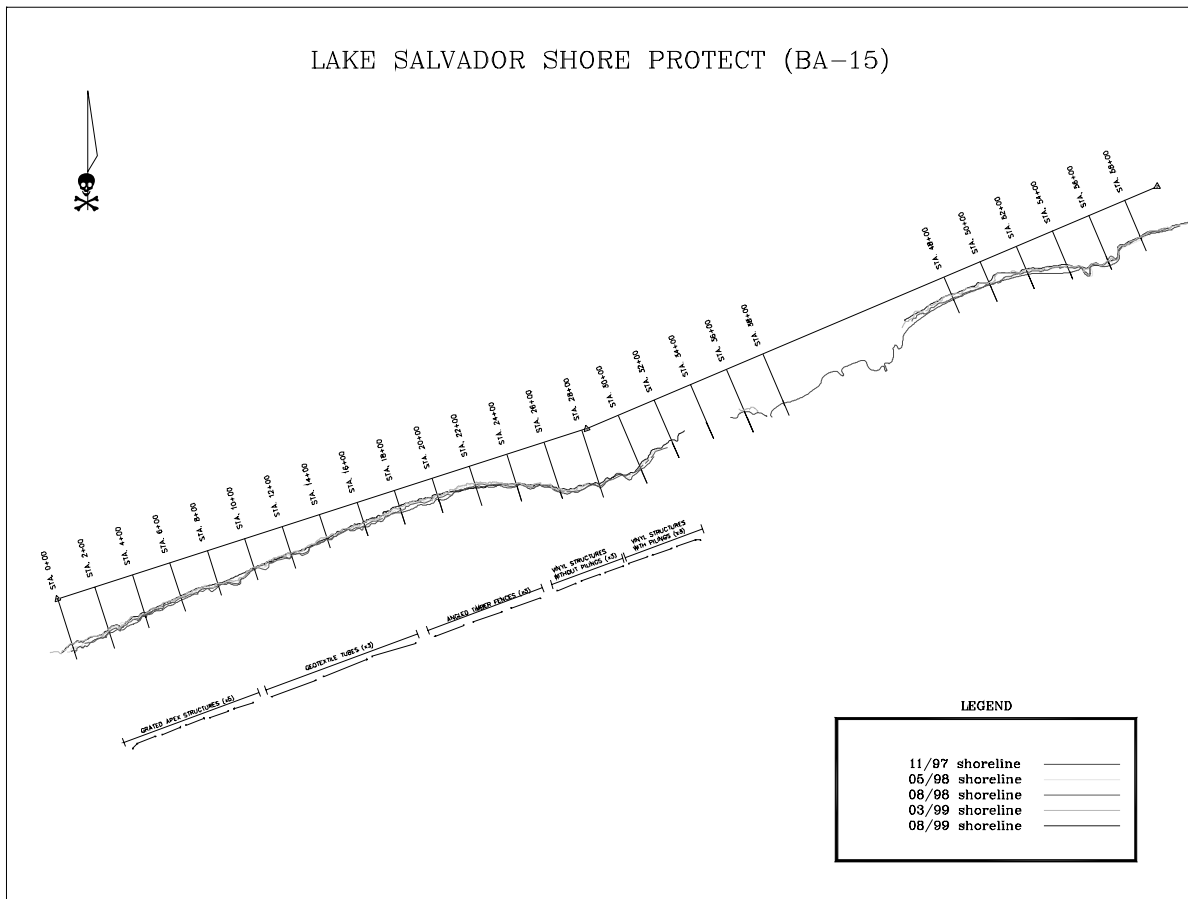 LAKE SALVADOR SHORE PROTECT (BA-15)
STA. 0+00
STA. 2+00
STA. 4+00
STA. 6+00
STA. 8+00
STA. 10+00
STA. 12+00
STA. 14+00
STA. 16+00
STA. 18+00
STA. 20+00
STA. 22+00
STA. 24+00
STA. 26+00
STA. 28+00
STA. 30+00
STA. 32+00
STA. 34+00
STA. 36+00
STA. 38+00
STA. 48+00
STA. 50+00
STA. 52+00
STA. 54+00
STA. 56+00
STA. 58+00
GRATED APEX STRUCTURES (x5)
GEOTEXTILE TUBES (x3)
ANGLED TIMBER FENCES (x3)
VINYL STRUCTURES
WITHOUT PILINGS (x3)
VINYL STRUCTURES
WITH PILINGS (x3)
LEGEND
11/97 shoreline
05/98 shoreline
08/98 shoreline
03/99 shoreline
08/99 shoreline